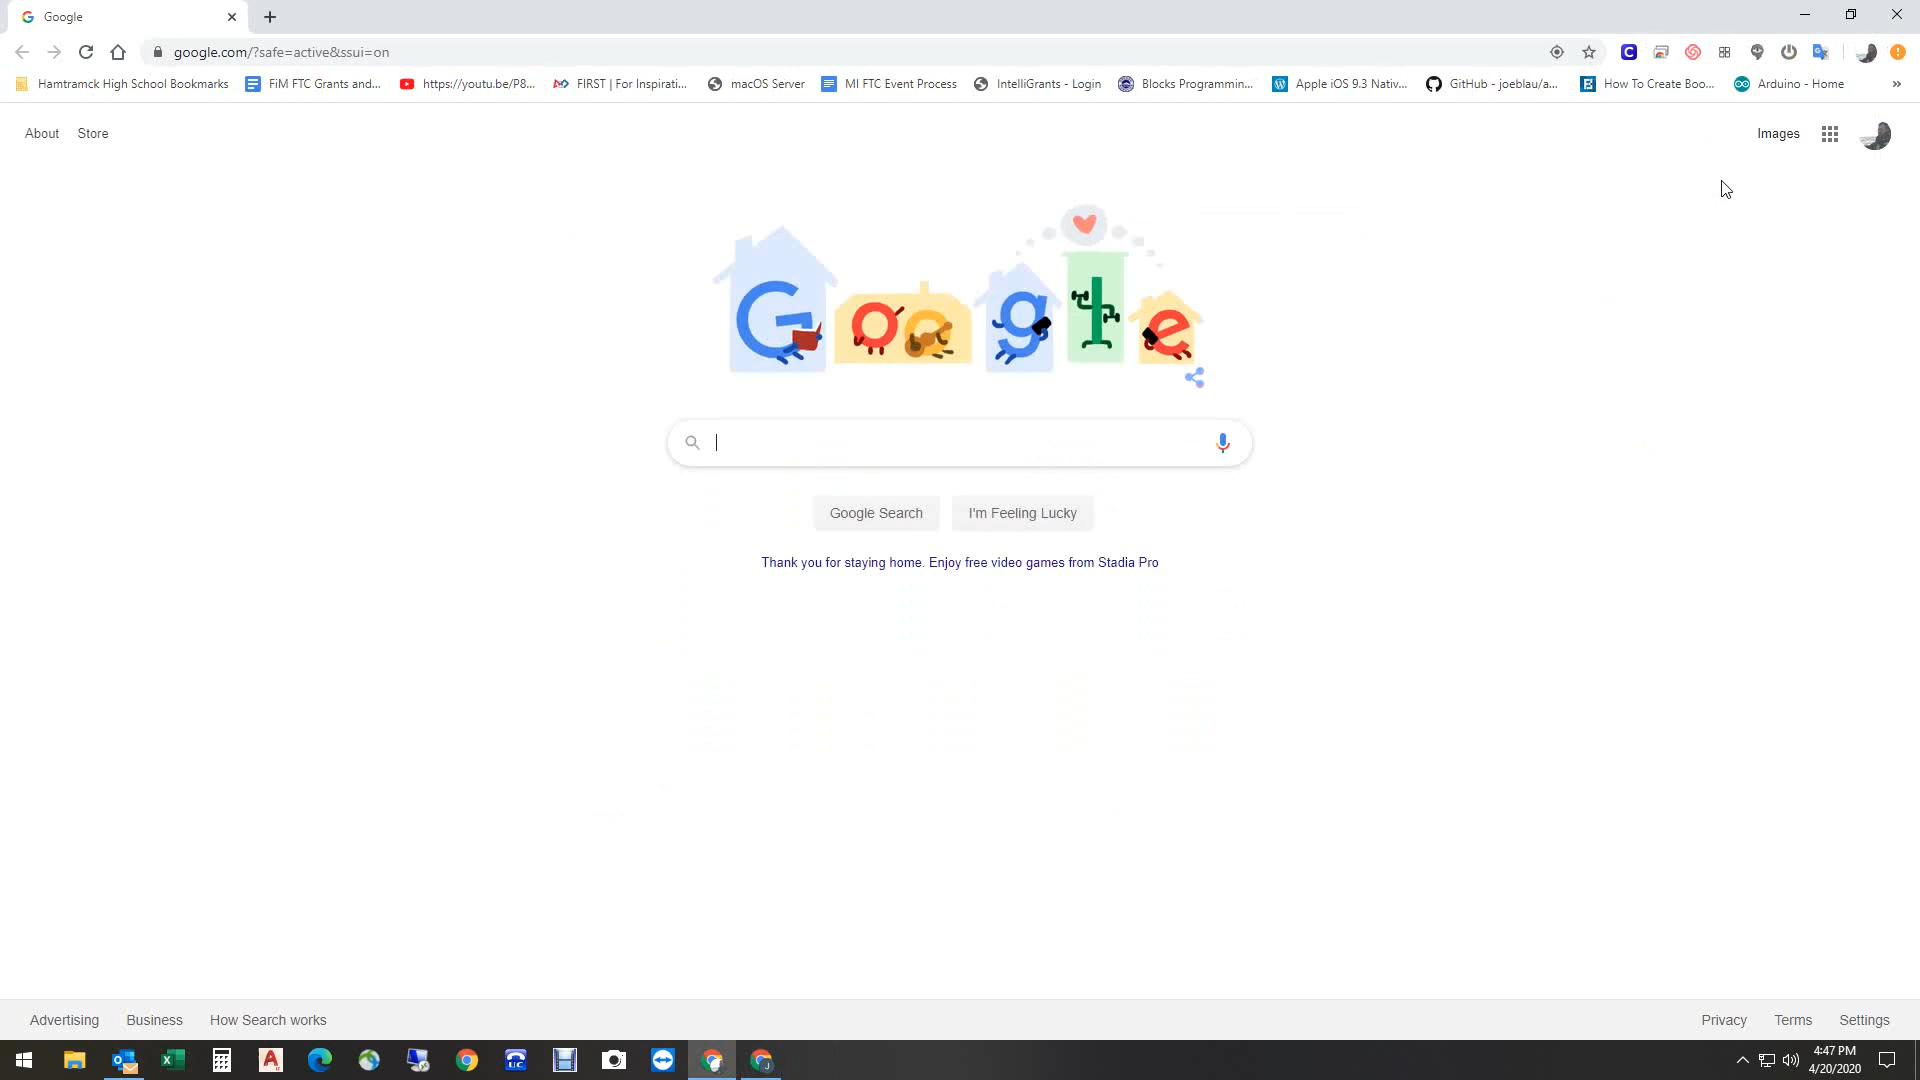 Google
google.com/?safe=active&ssui=on
Hamtramck High School Bookmarks
FiM FTC Grants and...
https://youtu.be/P8...
FIRST | For Inspirati...
macOS Server
MI FTC Event Process
IntelliGrants - Login
Blocks Programmin...
Apple iOS 9.3 Nativ...
GitHub - joeblau/a...
How To Create Boo...
Arduino - Home
»
About
Store
Images
Google
Google Search
I'm Feeling Lucky
Thank you for staying home. Enjoy free video games from Stadia Pro
Advertising
Business
How Search works
Privacy
Terms
Settings
4:47 PM
4/20/2020